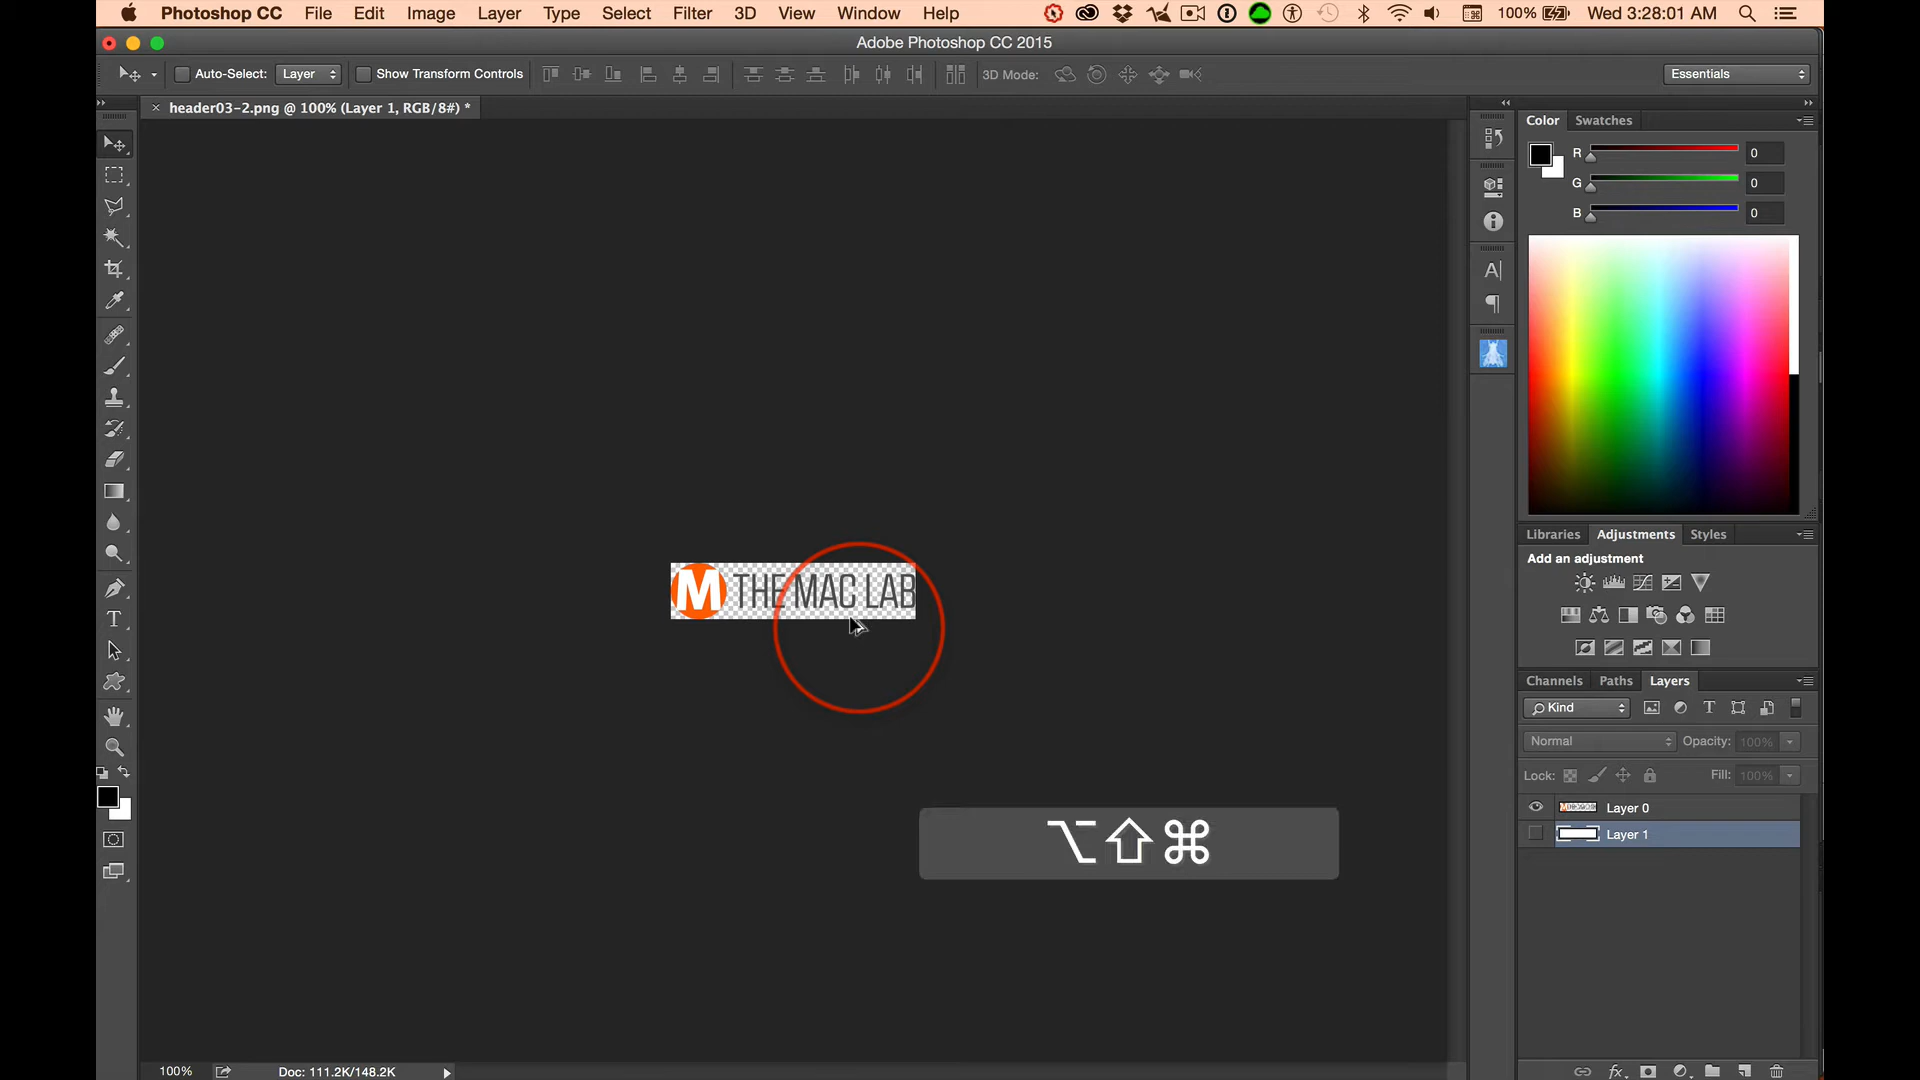 Photoshop CC File Edit Image Layer Type Select Filter 3D View Window Help 100% Wed 3:28:01 AM
Adobe Photoshop CC 2015
Auto-Select: Layer Show Transform Controls 3D Mode: Essentials
× header03-2.png @ 100% (Layer 1, RGB/8#) *
Color Swatches
R 0
G 0
B 0
M THE MAC LAB
Libraries Adjustments Styles
Add an adjustment
Channels Paths Layers
Kind
Normal Opacity: 100%
Lock: Fill: 100%
Layer 0
Layer 1
⌥⇧⌘
100% Doc: 111.2K/148.2K